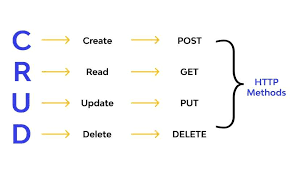 C Create POST
R Read GET
U Update PUT
D Delete DELETE
HTTP
Methods